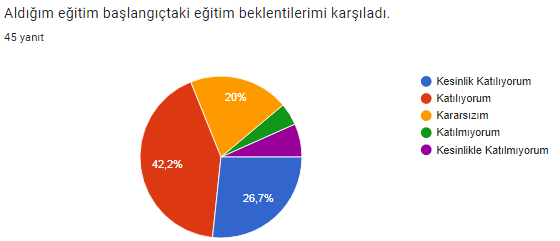 Aldığım eğitim başlangıçtaki eğitim beklentilerimi karşıladı.
45 yanıt
Kesinlik Katılıyorum
Katılıyorum
Kararsızım
Katılmıyorum
Kesinlikle Katılmıyorum
20%
42,2%
26,7%